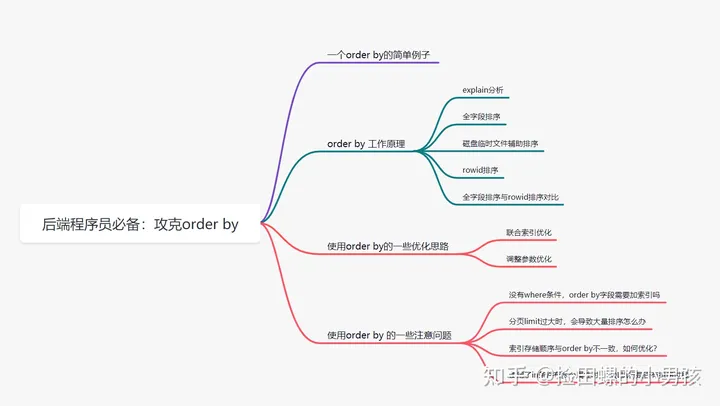 一个order by的简单例子
explain分析
全字段排序
order by 工作原理
磁盘临时文件辅助排序
rowid排序
全字段排序与rowid排序对比
后端程序员必备：攻克order by
联合索引优化
使用order by的一些优化思路
调整参数优化
没有where条件，order by字段需要加索引吗
分页limit过大时，会导致大量排序怎么办
使用order by 的一些注意问题
索引存储顺序与order by不一致，如何优化？
知乎 @捡田螺的小男孩